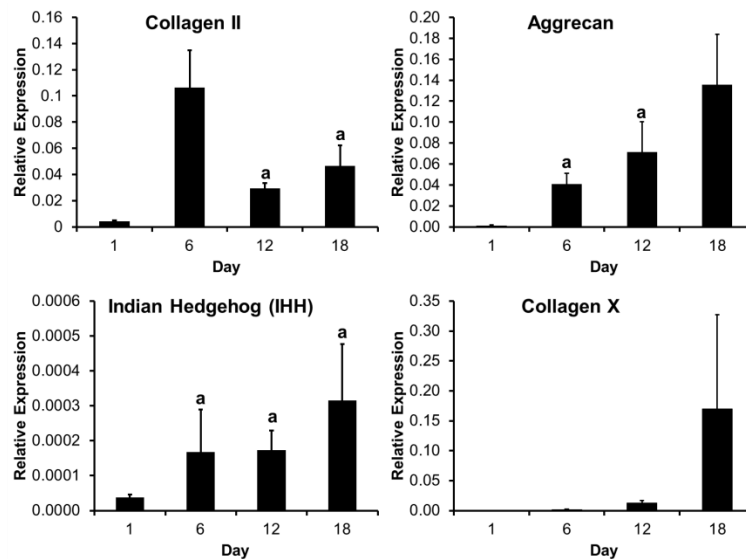 Collagen II
Relative Expression
0.16
0.14
0.12
0.1
0.08
0.06
0.04
0.02
0
a
a
1 6 12 18
Day
Aggrecan
Relative Expression
0.20
0.18
0.16
0.14
0.12
0.10
0.08
0.06
0.04
0.02
0.00
a
a
1 6 12 18
Day
Indian Hedgehog (IHH)
Relative Expression
0.0006
0.0005
0.0004
0.0003
0.0002
0.0001
0.0000
a
a
a
1 6 12 18
Day
Collagen X
Relative Expression
0.35
0.30
0.25
0.20
0.15
0.10
0.05
0.00
1 6 12 18
Day